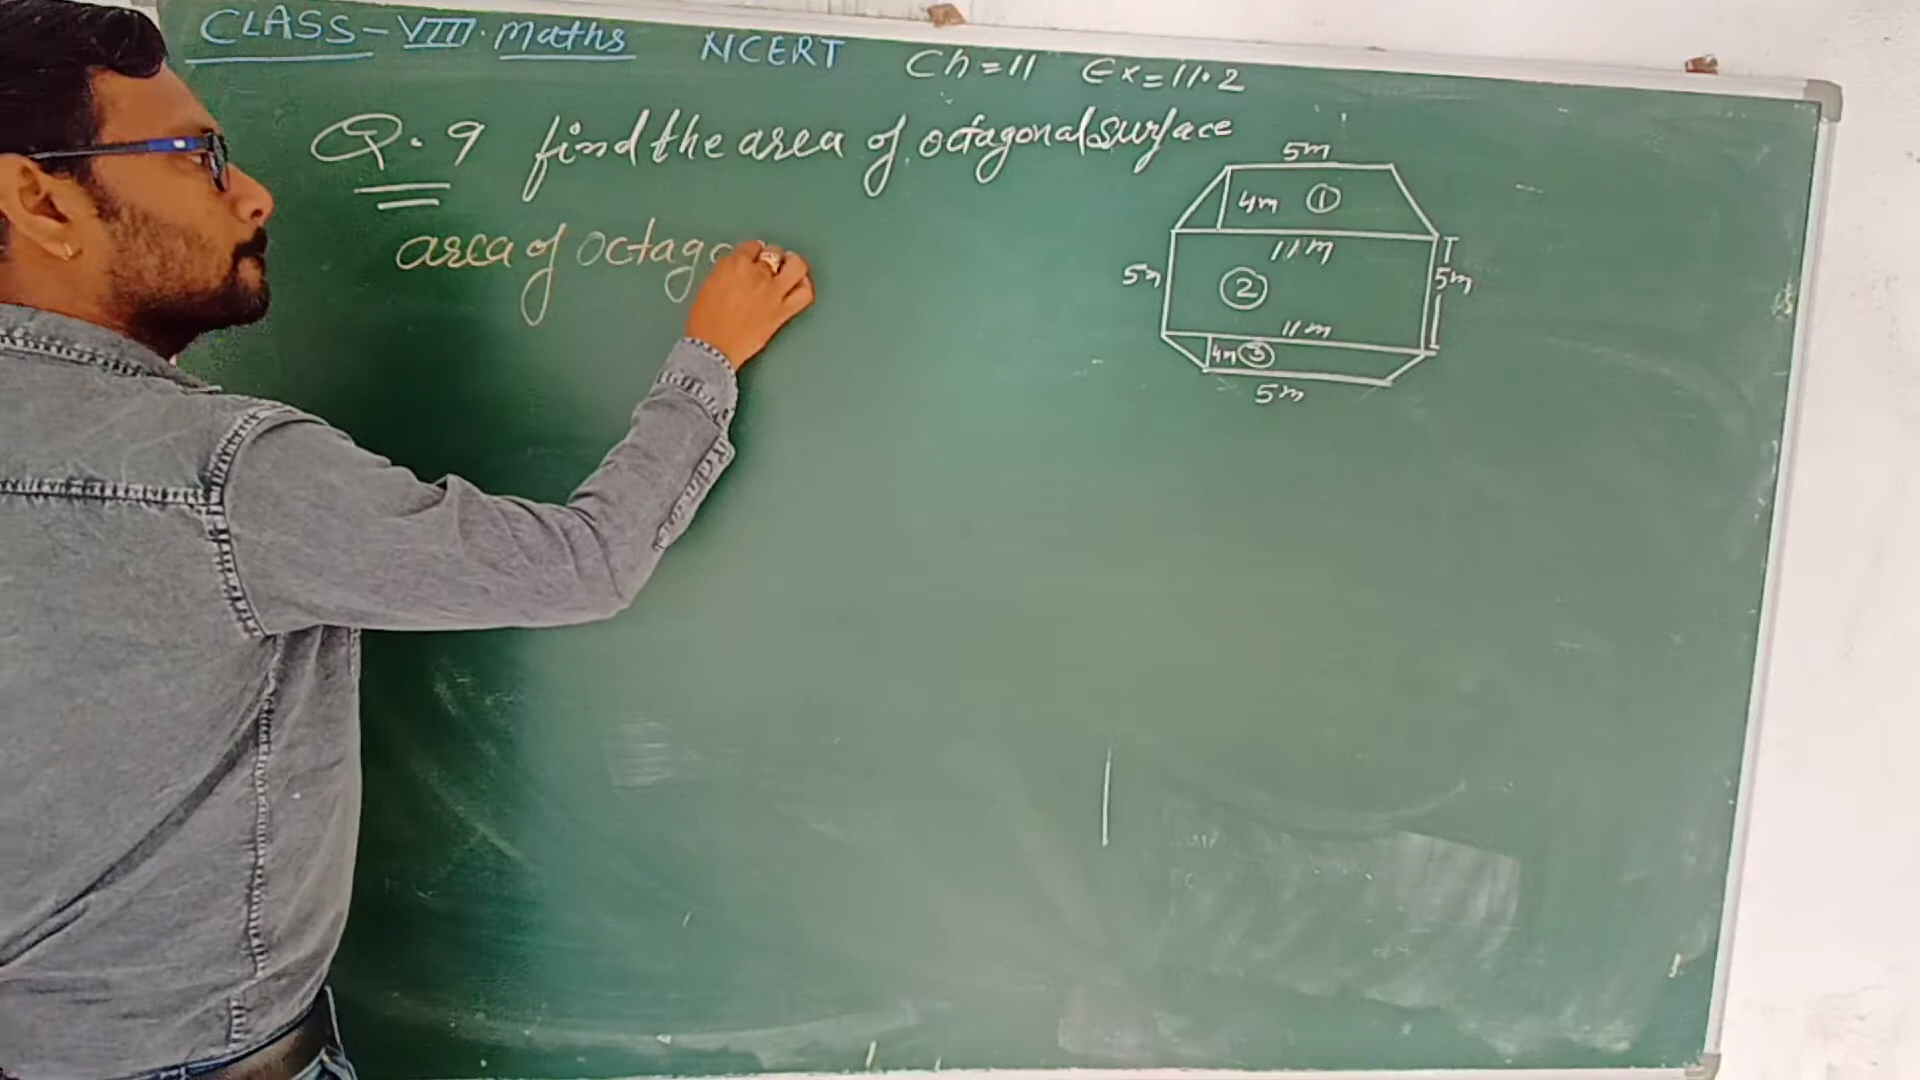 CLASS-VIII. Maths NCERT Ch=11 Ex=11.2
Q.9 find the area of octagonal surface
area of octago
5m
4m ①
11m
5m ② 5m
11m
4m ③
5m